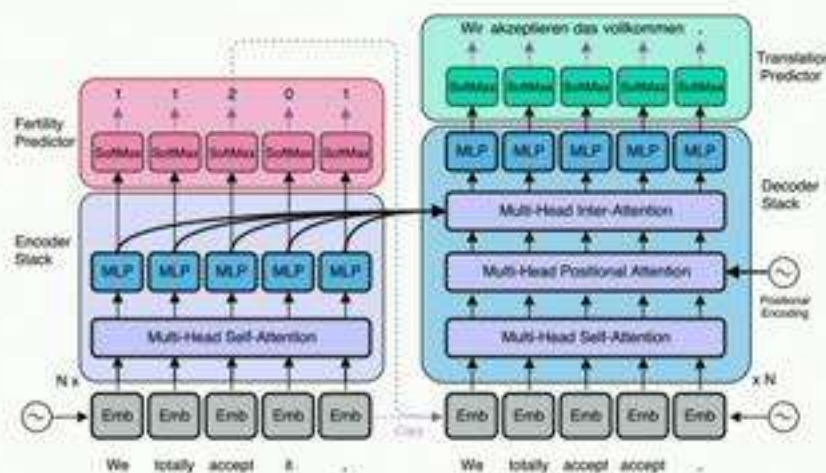 Wir akzeptieren das vollkommen .
SoftMax SoftMax SoftMax SoftMax SoftMax
Translation
Predictor
1 1 2 0 1
Fertility
Predictor
SoftMax SoftMax SoftMax SoftMax SoftMax
MLP MLP MLP MLP MLP
Decoder
Stack
Multi-Head Inter-Attention
Encoder
Stack
MLP MLP MLP MLP MLP
Multi-Head Positional Attention
Positional
Encoding
Multi-Head Self-Attention
Multi-Head Self-Attention
N x
x N
Emb Emb Emb Emb Emb
Copy
Emb Emb Emb Emb Emb
We totally accept it .
We totally accept accept .